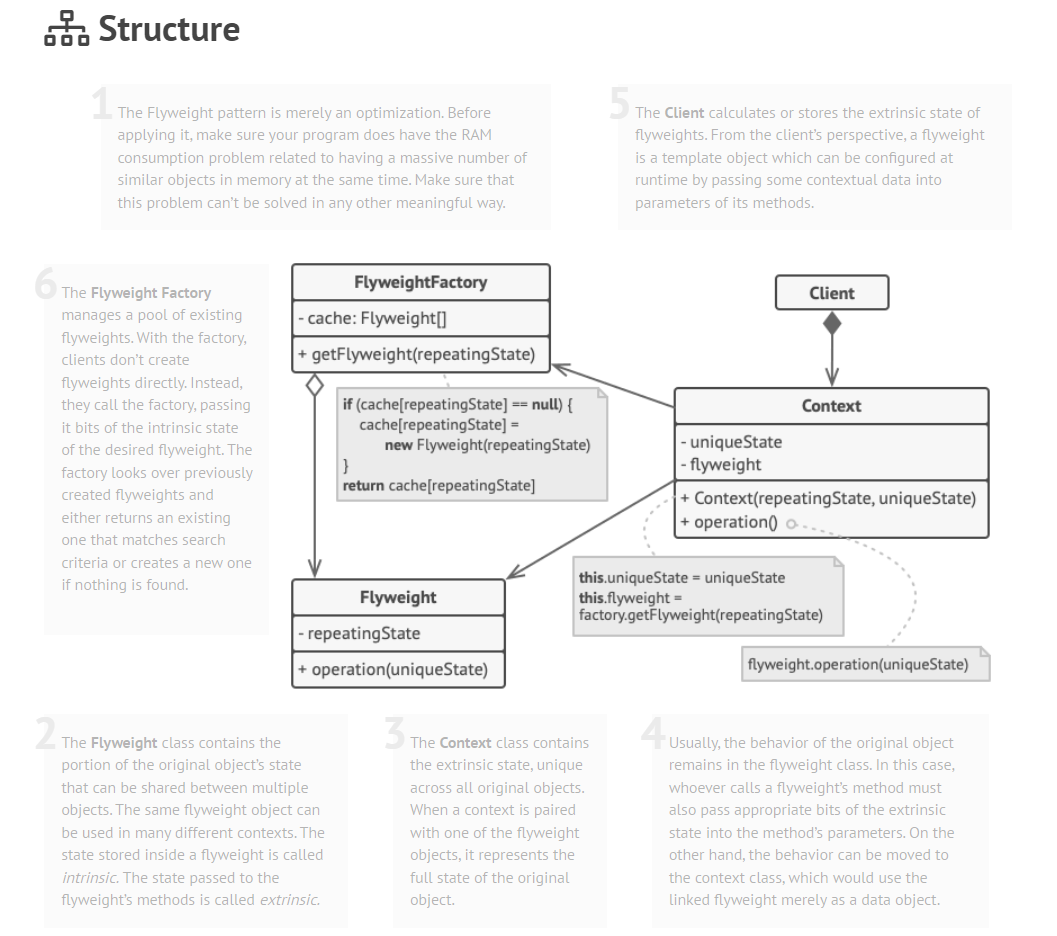 Structure
1
The Flyweight pattern is merely an optimization. Before
applying it, make sure your program does have the RAM
consumption problem related to having a massive number of
similar objects in memory at the same time. Make sure that
this problem can't be solved in any other meaningful way.
5
The Client calculates or stores the extrinsic state of
flyweights. From the client's perspective, a flyweight
is a template object which can be configured at
runtime by passing some contextual data into
parameters of its methods.
6
The Flyweight Factory
manages a pool of existing
flyweights. With the factory,
clients don't create
flyweights directly. Instead,
they call the factory, passing
it bits of the intrinsic state
of the desired flyweight. The
factory looks over previously
created flyweights and
either returns an existing
one that matches search
criteria or creates a new one
if nothing is found.
FlyweightFactory
- cache: Flyweight[]
+ getFlyweight(repeatingState)
if (cache[repeatingState] == null) {
cache[repeatingState] =
new Flyweight(repeatingState)
}
return cache[repeatingState]
Client
Context
- uniqueState
- flyweight
+ Context(repeatingState, uniqueState)
+ operation()
this.uniqueState = uniqueState
this.flyweight =
factory.getFlyweight(repeatingState)
flyweight.operation(uniqueState)
Flyweight
- repeatingState
+ operation(uniqueState)
2
The Flyweight class contains the
portion of the original object's state
that can be shared between multiple
objects. The same flyweight object can
be used in many different contexts. The
state stored inside a flyweight is called
intrinsic. The state passed to the
flyweight's methods is called extrinsic.
3
The Context class contains
the extrinsic state, unique
across all original objects.
When a context is paired
with one of the flyweight
objects, it represents the
full state of the original
object.
4
Usually, the behavior of the original object
remains in the flyweight class. In this case,
whoever calls a flyweight's method must
also pass appropriate bits of the extrinsic
state into the method's parameters. On the
other hand, the behavior can be moved to
the context class, which would use the
linked flyweight merely as a data object.